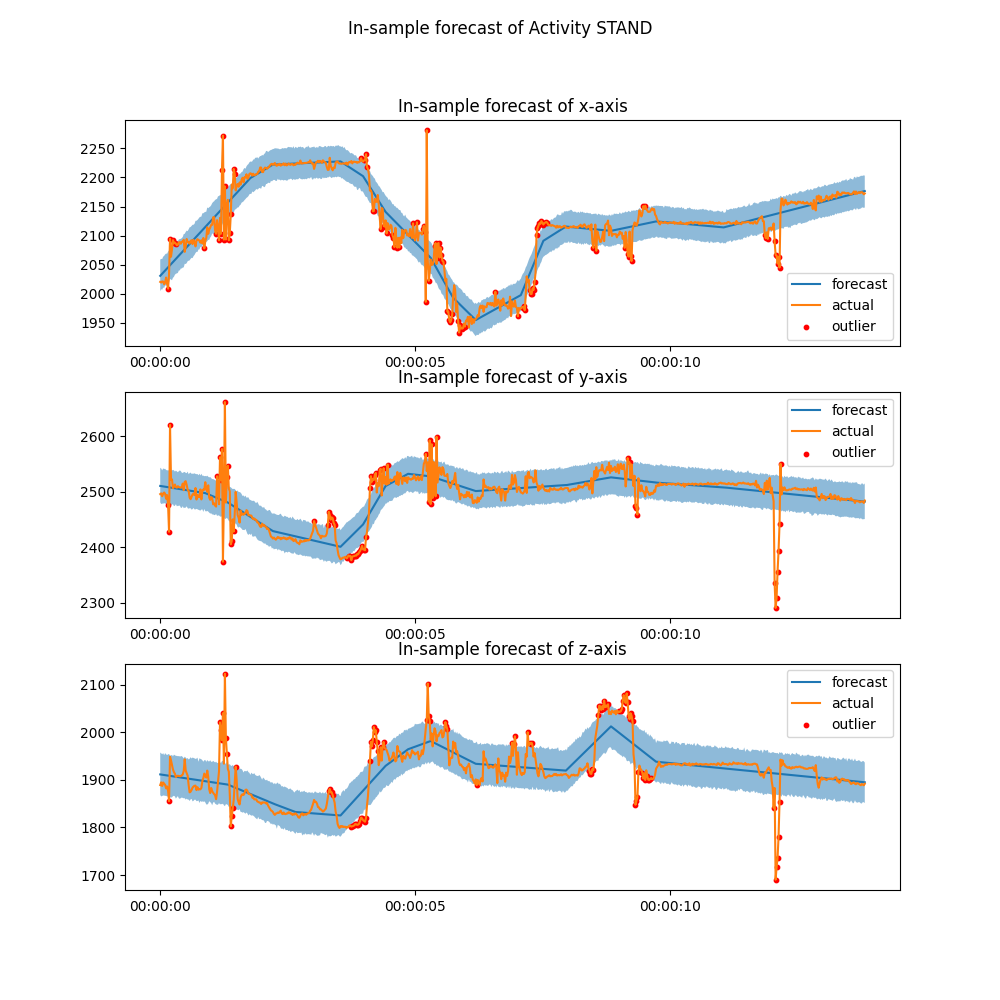 In-sample forecast of Activity STAND
In-sample forecast of x-axis
2250
2200
2150
2100
2050
2000
1950
forecast
actual
outlier
00:00:00 00:00:05 00:00:10
In-sample forecast of y-axis
2600
2500
2400
2300
forecast
actual
outlier
00:00:00 00:00:05 00:00:10
In-sample forecast of z-axis
2100
2000
1900
1800
1700
forecast
actual
outlier
00:00:00 00:00:05 00:00:10